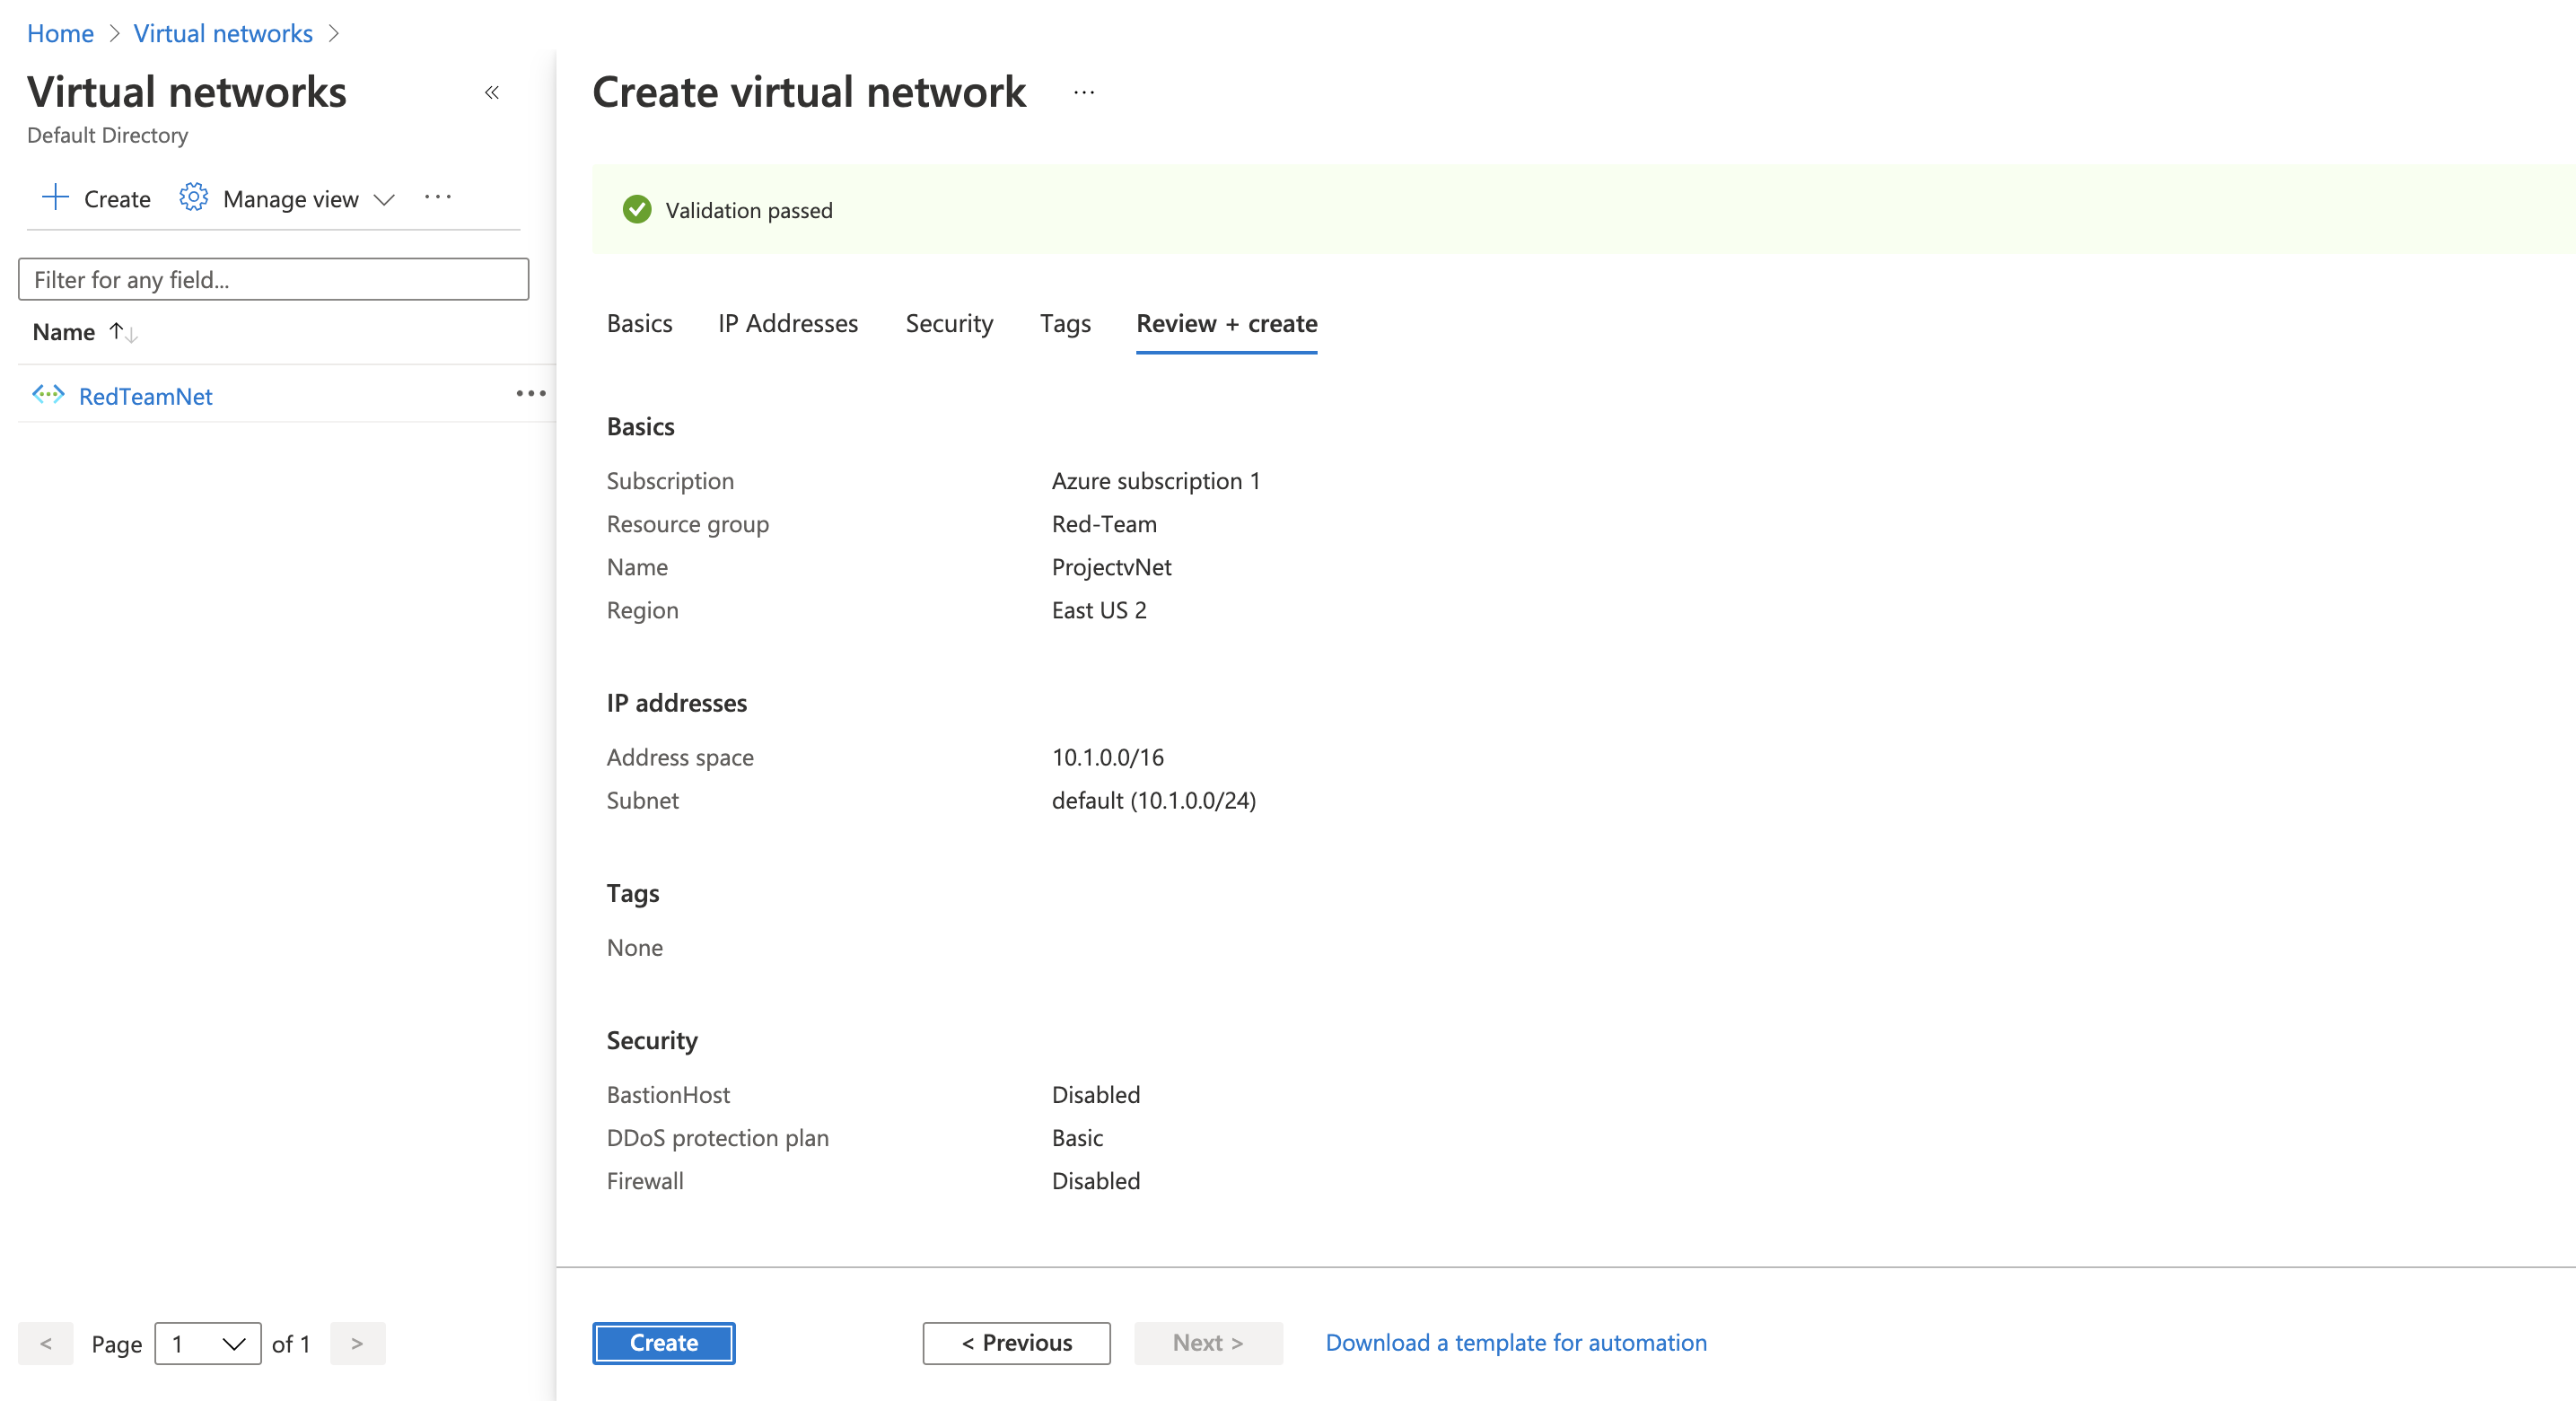 Home > Virtual networks >
Virtual networks
Default Directory
Create Manage view ...
Filter for any field...
Name
RedTeamNet ...
Page 1 of 1
< >
Create virtual network ...
Validation passed
Basics IP Addresses Security Tags Review + create
Basics
Subscription Azure subscription 1
Resource group Red-Team
Name ProjectvNet
Region East US 2
IP addresses
Address space 10.1.0.0/16
Subnet default (10.1.0.0/24)
Tags
None
Security
BastionHost Disabled
DDoS protection plan Basic
Firewall Disabled
Create < Previous Next > Download a template for automation